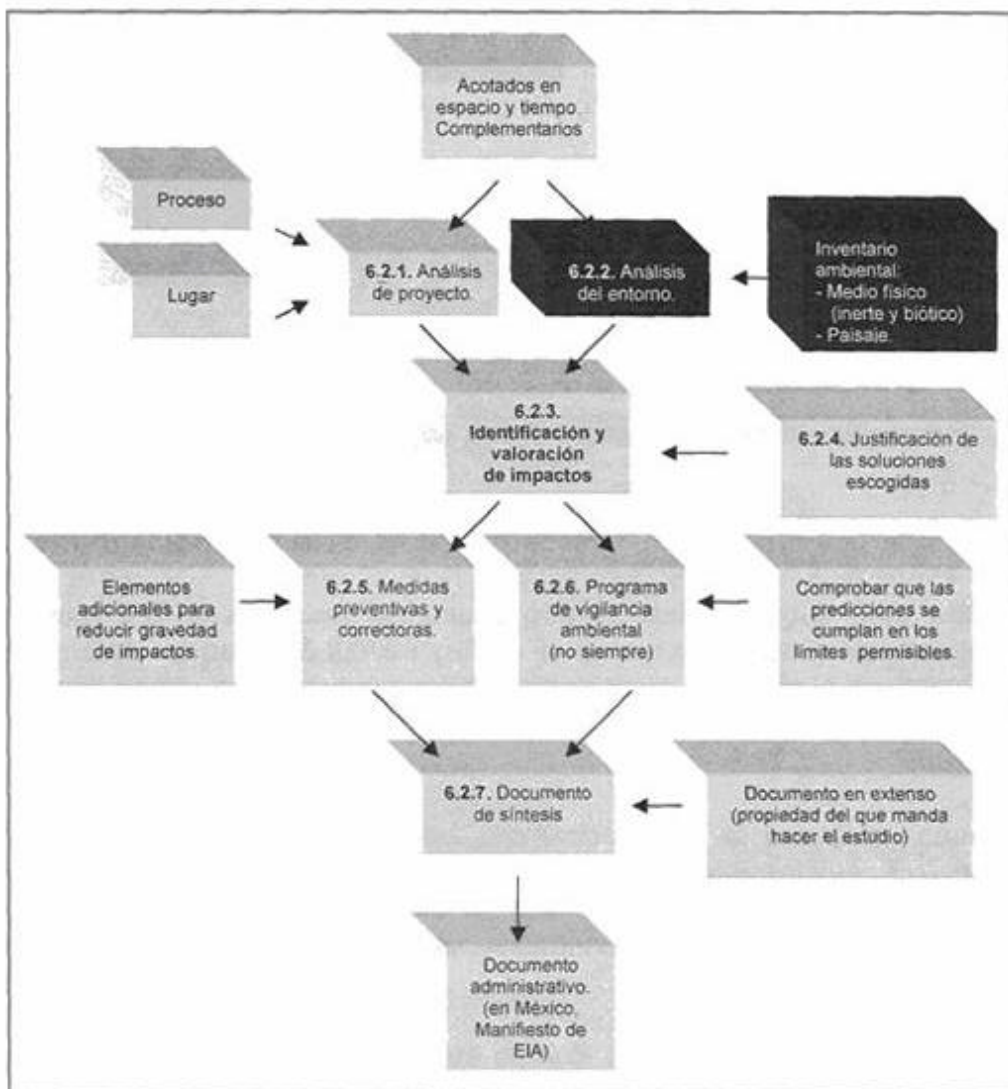 Acotados en
espacio y tiempo.
Complementarios
Proceso
Lugar
6.2.1. Análisis
de proyecto.
6.2.2. Análisis
del entorno.
Inventario
ambiental:
- Medio físico
(inerte y biótico)
- Paisaje.
6.2.3.
Identificación y
valoración
de impactos
6.2.4. Justificación de
las soluciones
escogidas
Elementos
adicionales para
reducir gravedad
de impactos.
6.2.5. Medidas
preventivas y
correctoras.
6.2.6. Programa
de vigilancia
ambiental
(no siempre)
Comprobar que las
predicciones se
cumplan en los
límites permisibles.
6.2.7. Documento
de síntesis
Documento en extenso
(propiedad del que manda
hacer el estudio)
Documento
administrativo.
(en México,
Manifiesto de
EIA)